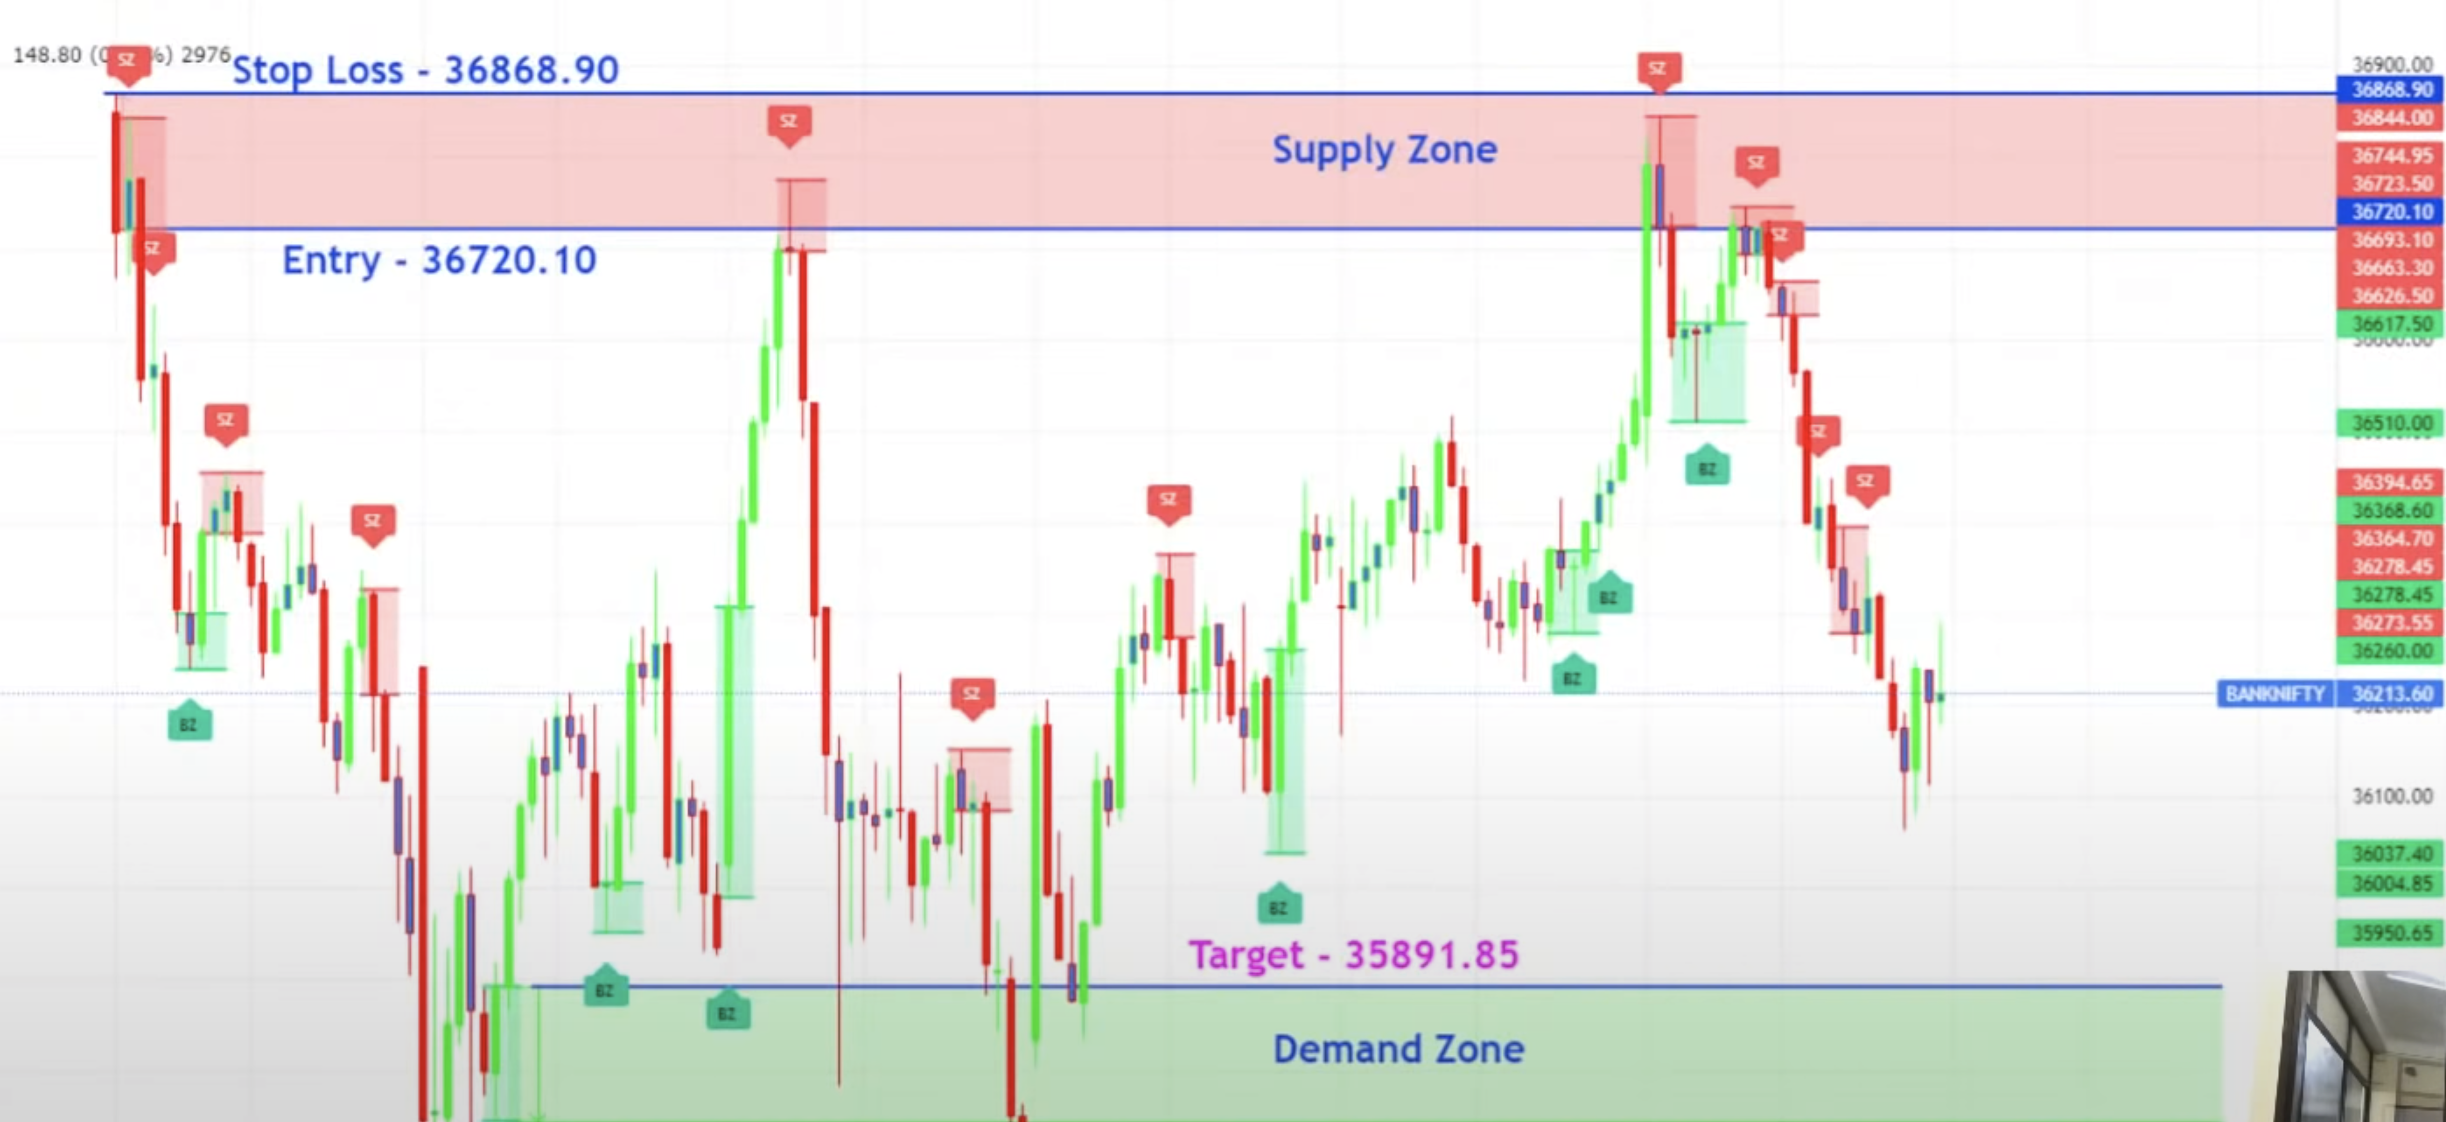 148.80 (0 %) 2976
SZ
Stop Loss - 36868.90
SZ
SZ
Supply Zone
SZ
SZ
SZ
Entry - 36720.10
SZ
SZ
BZ
SZ
SZ
SZ
SZ
BZ
BZ
SZ
BZ
BZ
Target - 35891.85
BZ
BZ
Demand Zone
36900.00
36868.90
36844.00
36744.95
36723.50
36720.10
36693.10
36663.30
36626.50
36617.50
36600.00
36510.00
36394.65
36368.60
36364.70
36278.45
36278.45
36273.55
36260.00
BANKNIFTY 36213.60
36100.00
36037.40
36004.85
35950.65